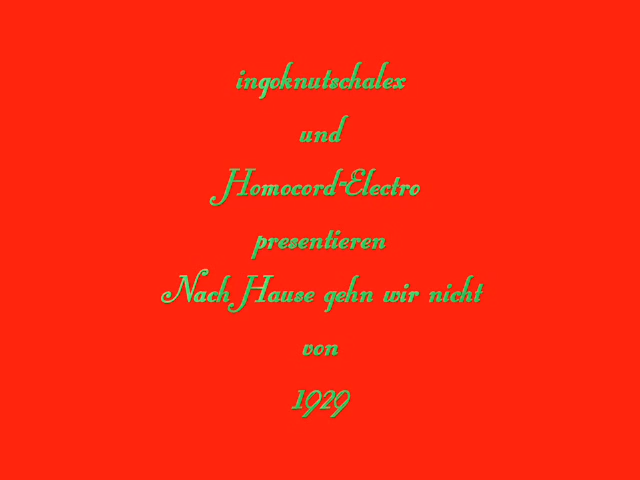 ingoknutschalex
und
Homocord-Electro
presentieren
Nach Hause gehn wir nicht
von
1929